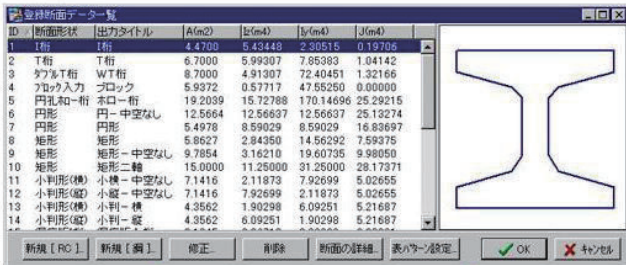 登録断面データ一覧
ID 断面形状 出力タイトル A(m2) Iz(m4) Iy(m4) J(m4)
1 I桁 I桁 4.4700 5.43448 2.30515 0.19706
2 T桁 T桁 6.7000 5.99307 7.85383 1.04142
3 ダブルT桁 WT桁 8.7000 4.91307 72.40451 1.32166
4 ブロック入力 ブロック 5.9372 0.57717 47.55250 0.00000
5 円孔ホロー桁 ホロー桁 19.2039 15.72788 170.14696 25.29215
6 円形 円－中空なし 12.5664 12.56637 12.56637 25.13274
7 円形 円形 5.4978 8.59029 8.59029 16.83697
8 矩形 矩形 5.8627 2.84350 14.56292 7.59375
9 矩形 矩形－中空なし 9.7854 3.16210 19.60735 9.98050
10 矩形 矩形二軸 15.0000 11.25000 31.25000 28.17371
11 小判形(横) 小横－中空なし 7.1416 2.11873 7.92699 5.02655
12 小判形(縦) 小縦－中空なし 7.1416 7.92699 2.11873 5.02655
13 小判形(横) 小判－横 4.3562 1.90298 6.09251 5.21687
14 小判形(縦) 小判－縦 4.3562 6.09251 1.90298 5.21687
新規［RC］... 新規［鋼］... 修正... 削除 断面の詳細... 表パターン設定... OK キャンセル